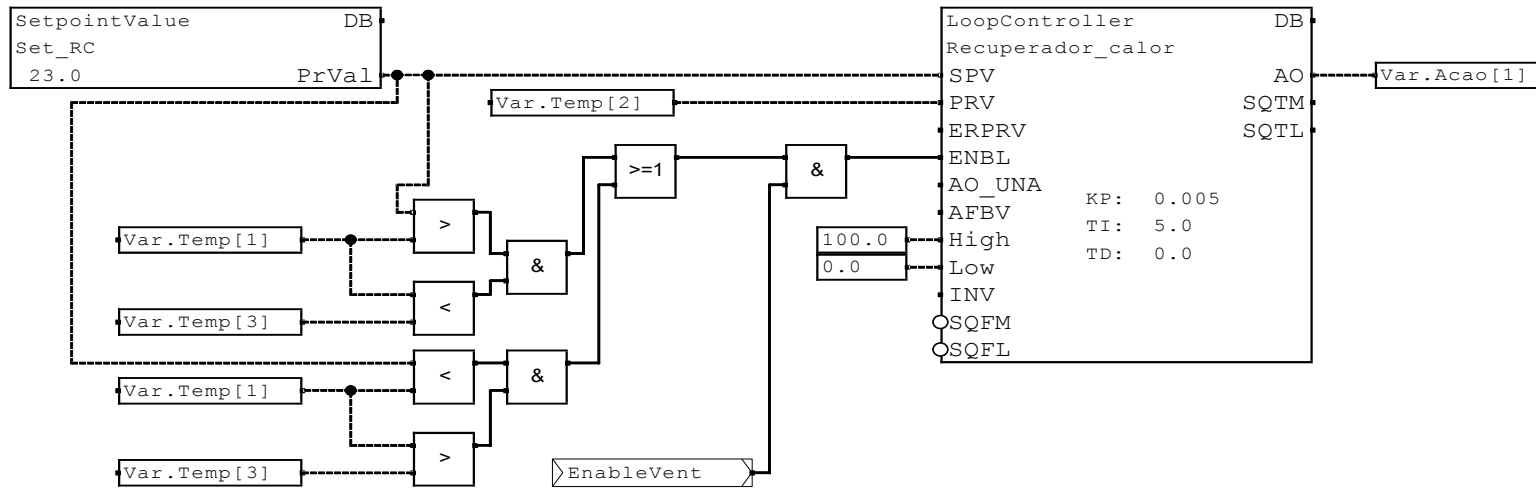 SetpointValue DB
Set_RC
23.0 PrVal
LoopController DB
Recuperador_calor
SPV AO
Var.Acao[1]
Var.Temp[2]
PRV SQTM
ERPRV SQTL
ENBL
>=1
&
AO_UNA KP: 0.005
AFBV TI: 5.0
High TD: 0.0
Low
INV
SQFM
SQFL
100.0
0.0
Var.Temp[1]
>
&
<
Var.Temp[3]
<
&
Var.Temp[1]
>
Var.Temp[3]
EnableVent